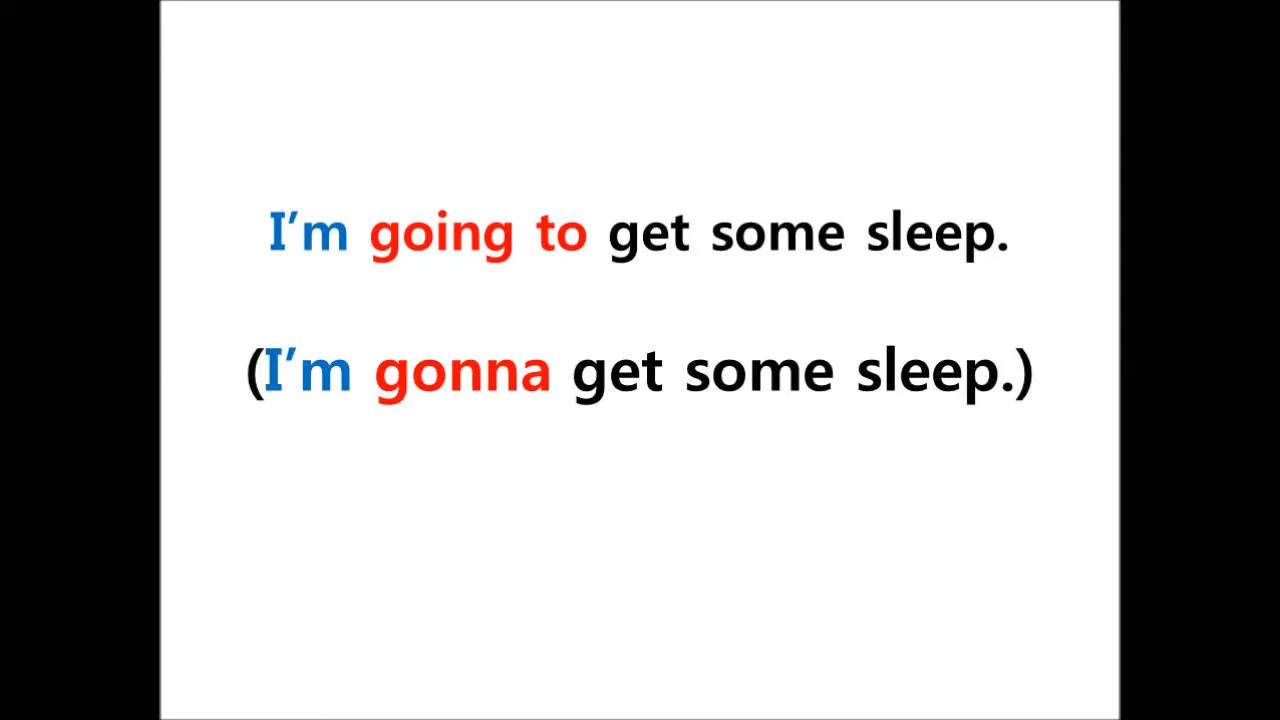 I’m going to get some sleep.
(I’m gonna get some sleep.)